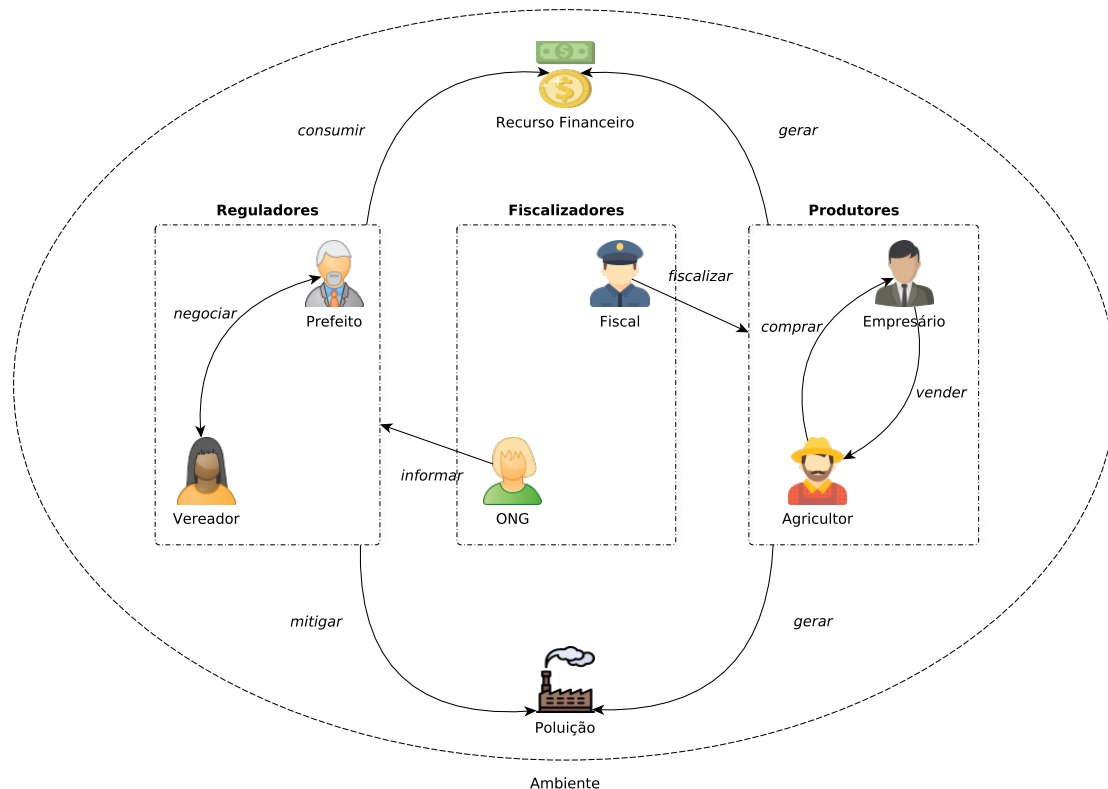 Recurso Financeiro
consumir
gerar
Reguladores
Fiscalizadores
Produtores
fiscalizar
negociar
Prefeito
Fiscal
comprar
Empresário
vender
informar
Vereador
ONG
Agricultor
mitigar
gerar
Poluição
Ambiente